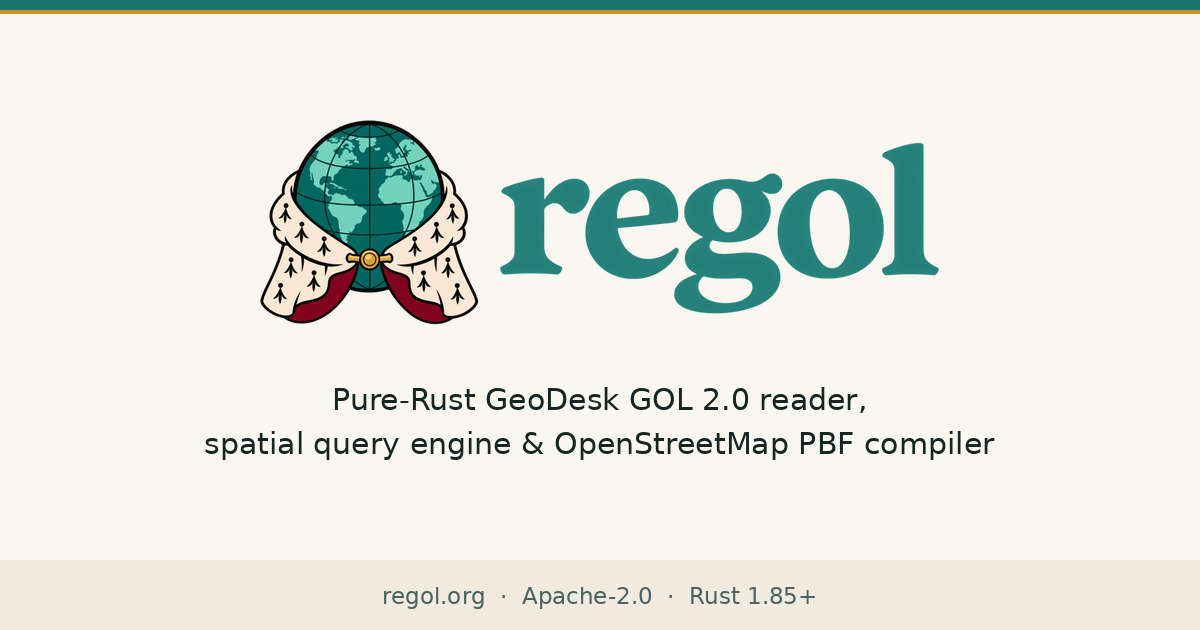 regol
Pure-Rust GeoDesk GOL 2.0 reader,
spatial query engine & OpenStreetMap PBF compiler
regol.org · Apache-2.0 · Rust 1.85+